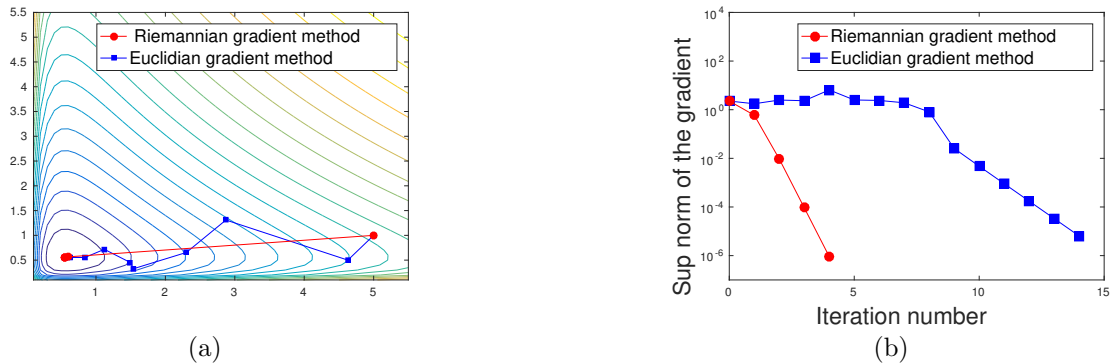 5.5
5
4.5
4
3.5
3
2.5
2
1.5
1
0.5
1 2 3 4 5
Riemannian gradient method
Euclidian gradient method
(a)
Sup norm of the gradient
10^4
10^2
10^0
10^-2
10^-4
10^-6
0 5 10 15
Riemannian gradient method
Euclidian gradient method
Iteration number
(b)